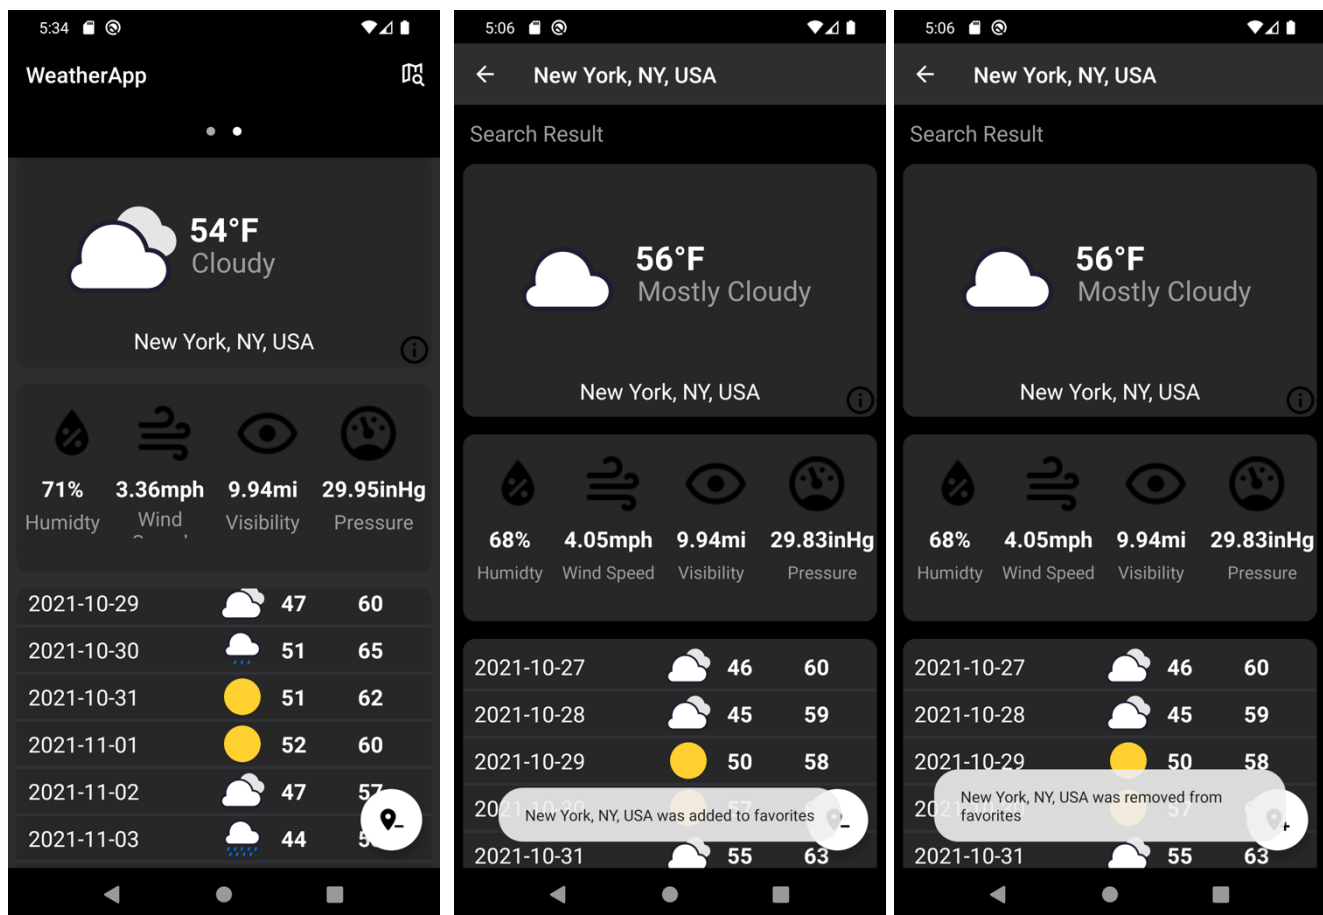 5:34
WeatherApp
54°F
Cloudy
New York, NY, USA
71% 3.36mph 9.94mi 29.95inHg
Humidty Wind Visibility Pressure
2021-10-29 47 60
2021-10-30 51 65
2021-10-31 51 62
2021-11-01 52 60
2021-11-02 47 57
2021-11-03 44
5:06
New York, NY, USA
Search Result
56°F
Mostly Cloudy
New York, NY, USA
68% 4.05mph 9.94mi 29.83inHg
Humidty Wind Speed Visibility Pressure
2021-10-27 46 60
2021-10-28 45 59
2021-10-29 50 58
New York, NY, USA was added to favorites
2021-10-31 55 63
5:06
New York, NY, USA
Search Result
56°F
Mostly Cloudy
New York, NY, USA
68% 4.05mph 9.94mi 29.83inHg
Humidty Wind Speed Visibility Pressure
2021-10-27 46 60
2021-10-28 45 59
2021-10-29 50 58
New York, NY, USA was removed from
favorites
2021-10-31 55 63